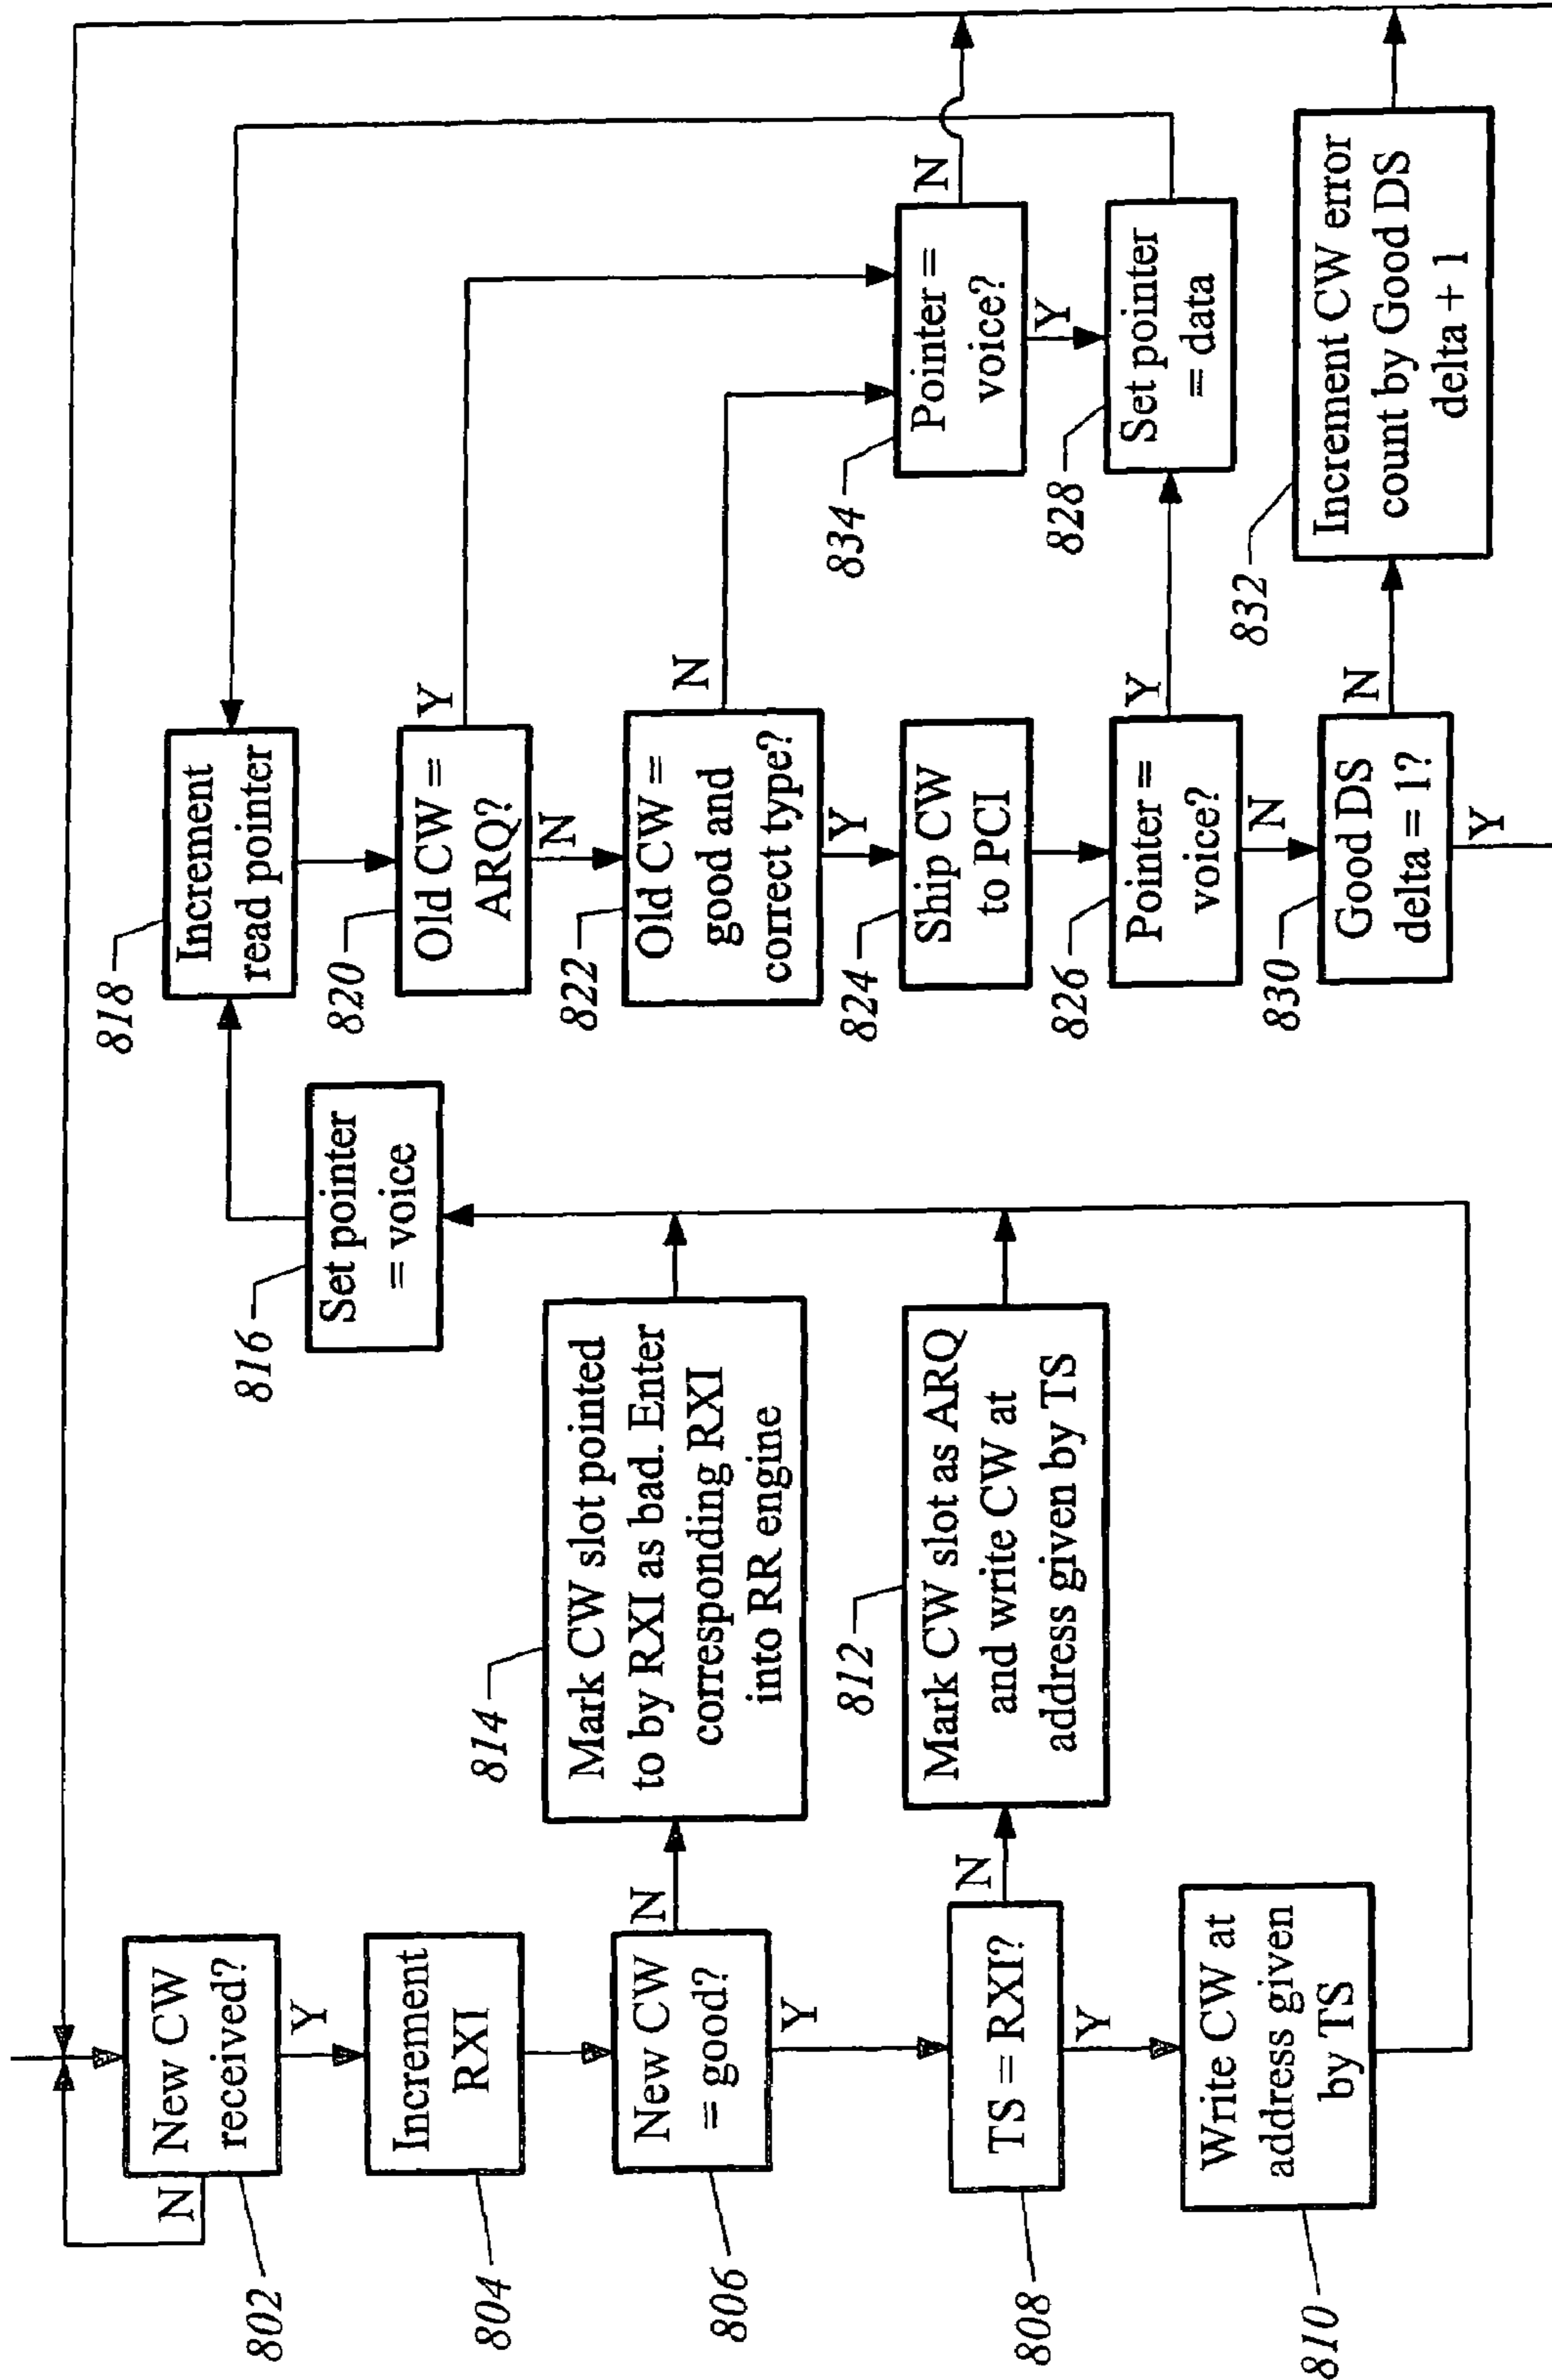 802
New CW
received?
N
Y
804
Increment
RXI
806
New CW
= good?
N
Y
808
TS = RXI?
N
Y
810
Write CW at
address given
by TS
814
Mark CW slot pointed
to by RXI as bad. Enter
corresponding RXI
into RR engine
812
Mark CW slot as ARQ
and write CW at
address given by TS
816
Set pointer
= voice
818
Increment
read pointer
820
Old CW =
ARQ?
Y
N
822
Old CW =
good and
correct type?
N
Y
824
Ship CW
to PCI
826
Pointer =
voice?
Y
N
830
Good DS
delta = 1?
N
Y
834
Pointer =
voice?
N
Y
828
Set pointer
= data
832
Increment CW error
count by Good DS
delta + 1